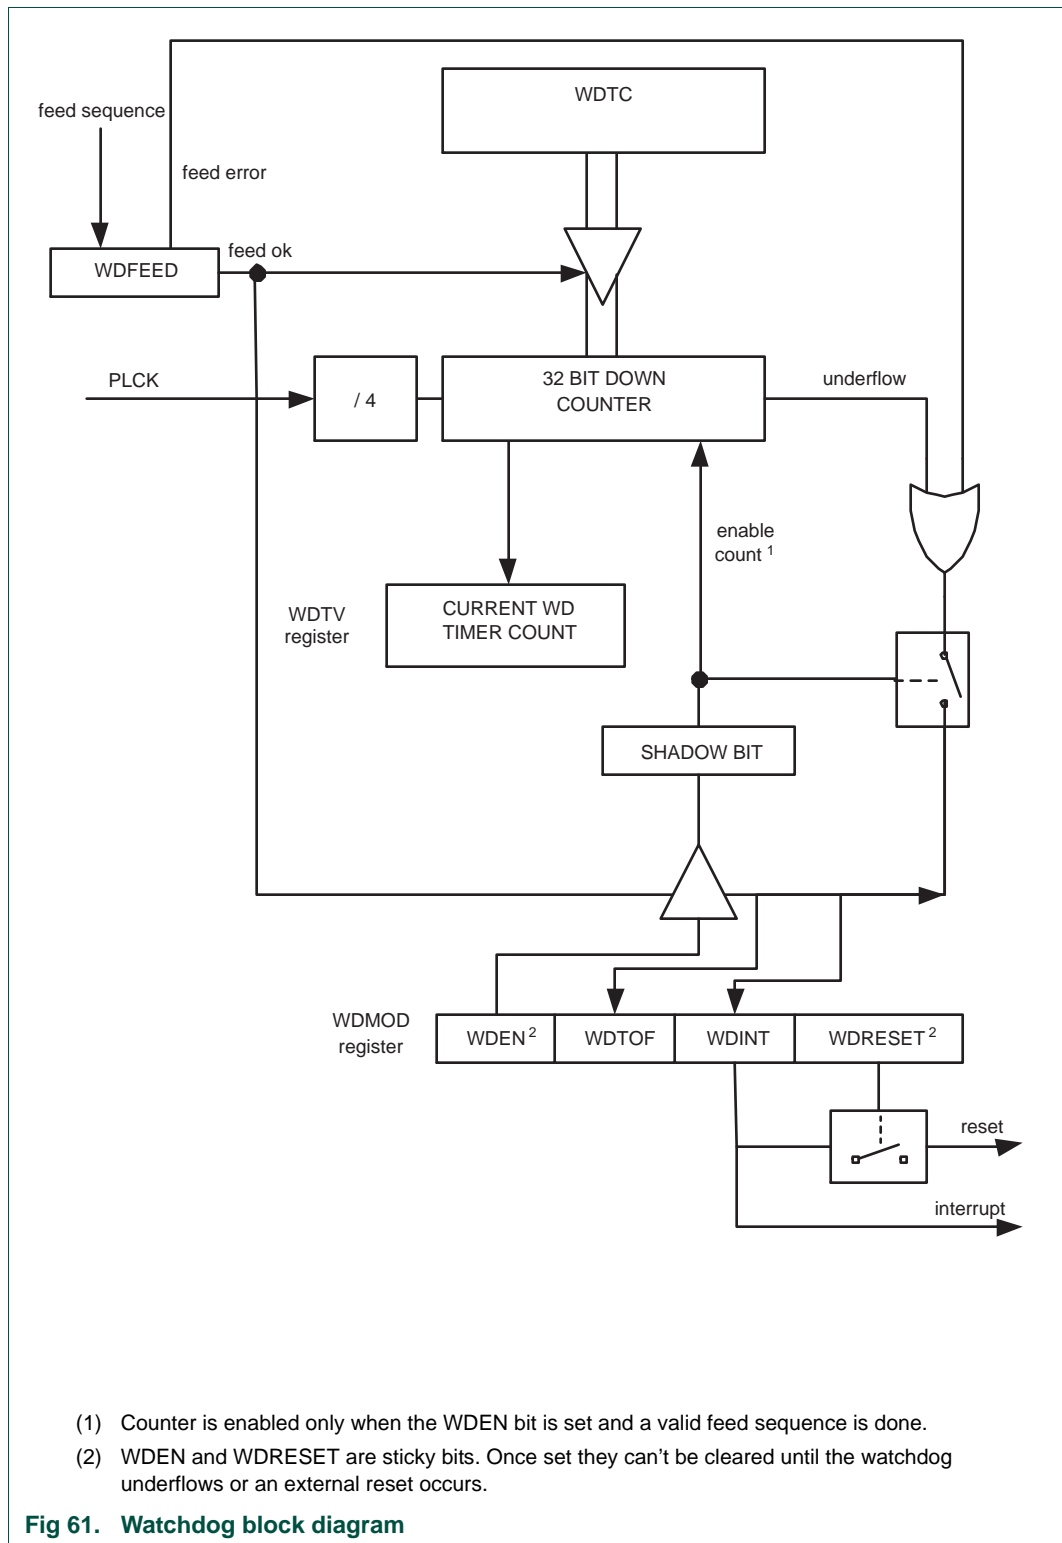 WDTC
feed sequence
feed error
feed ok
WDFEED
PLCK
/ 4
32 BIT DOWN
COUNTER
underflow
enable
count 1
WDTV
register
CURRENT WD
TIMER COUNT
SHADOW BIT
WDMOD
register
WDEN 2
WDTOF
WDINT
WDRESET 2
reset
interrupt
(1) Counter is enabled only when the WDEN bit is set and a valid feed sequence is done.
(2) WDEN and WDRESET are sticky bits. Once set they can’t be cleared until the watchdog
underflows or an external reset occurs.
Fig 61. Watchdog block diagram